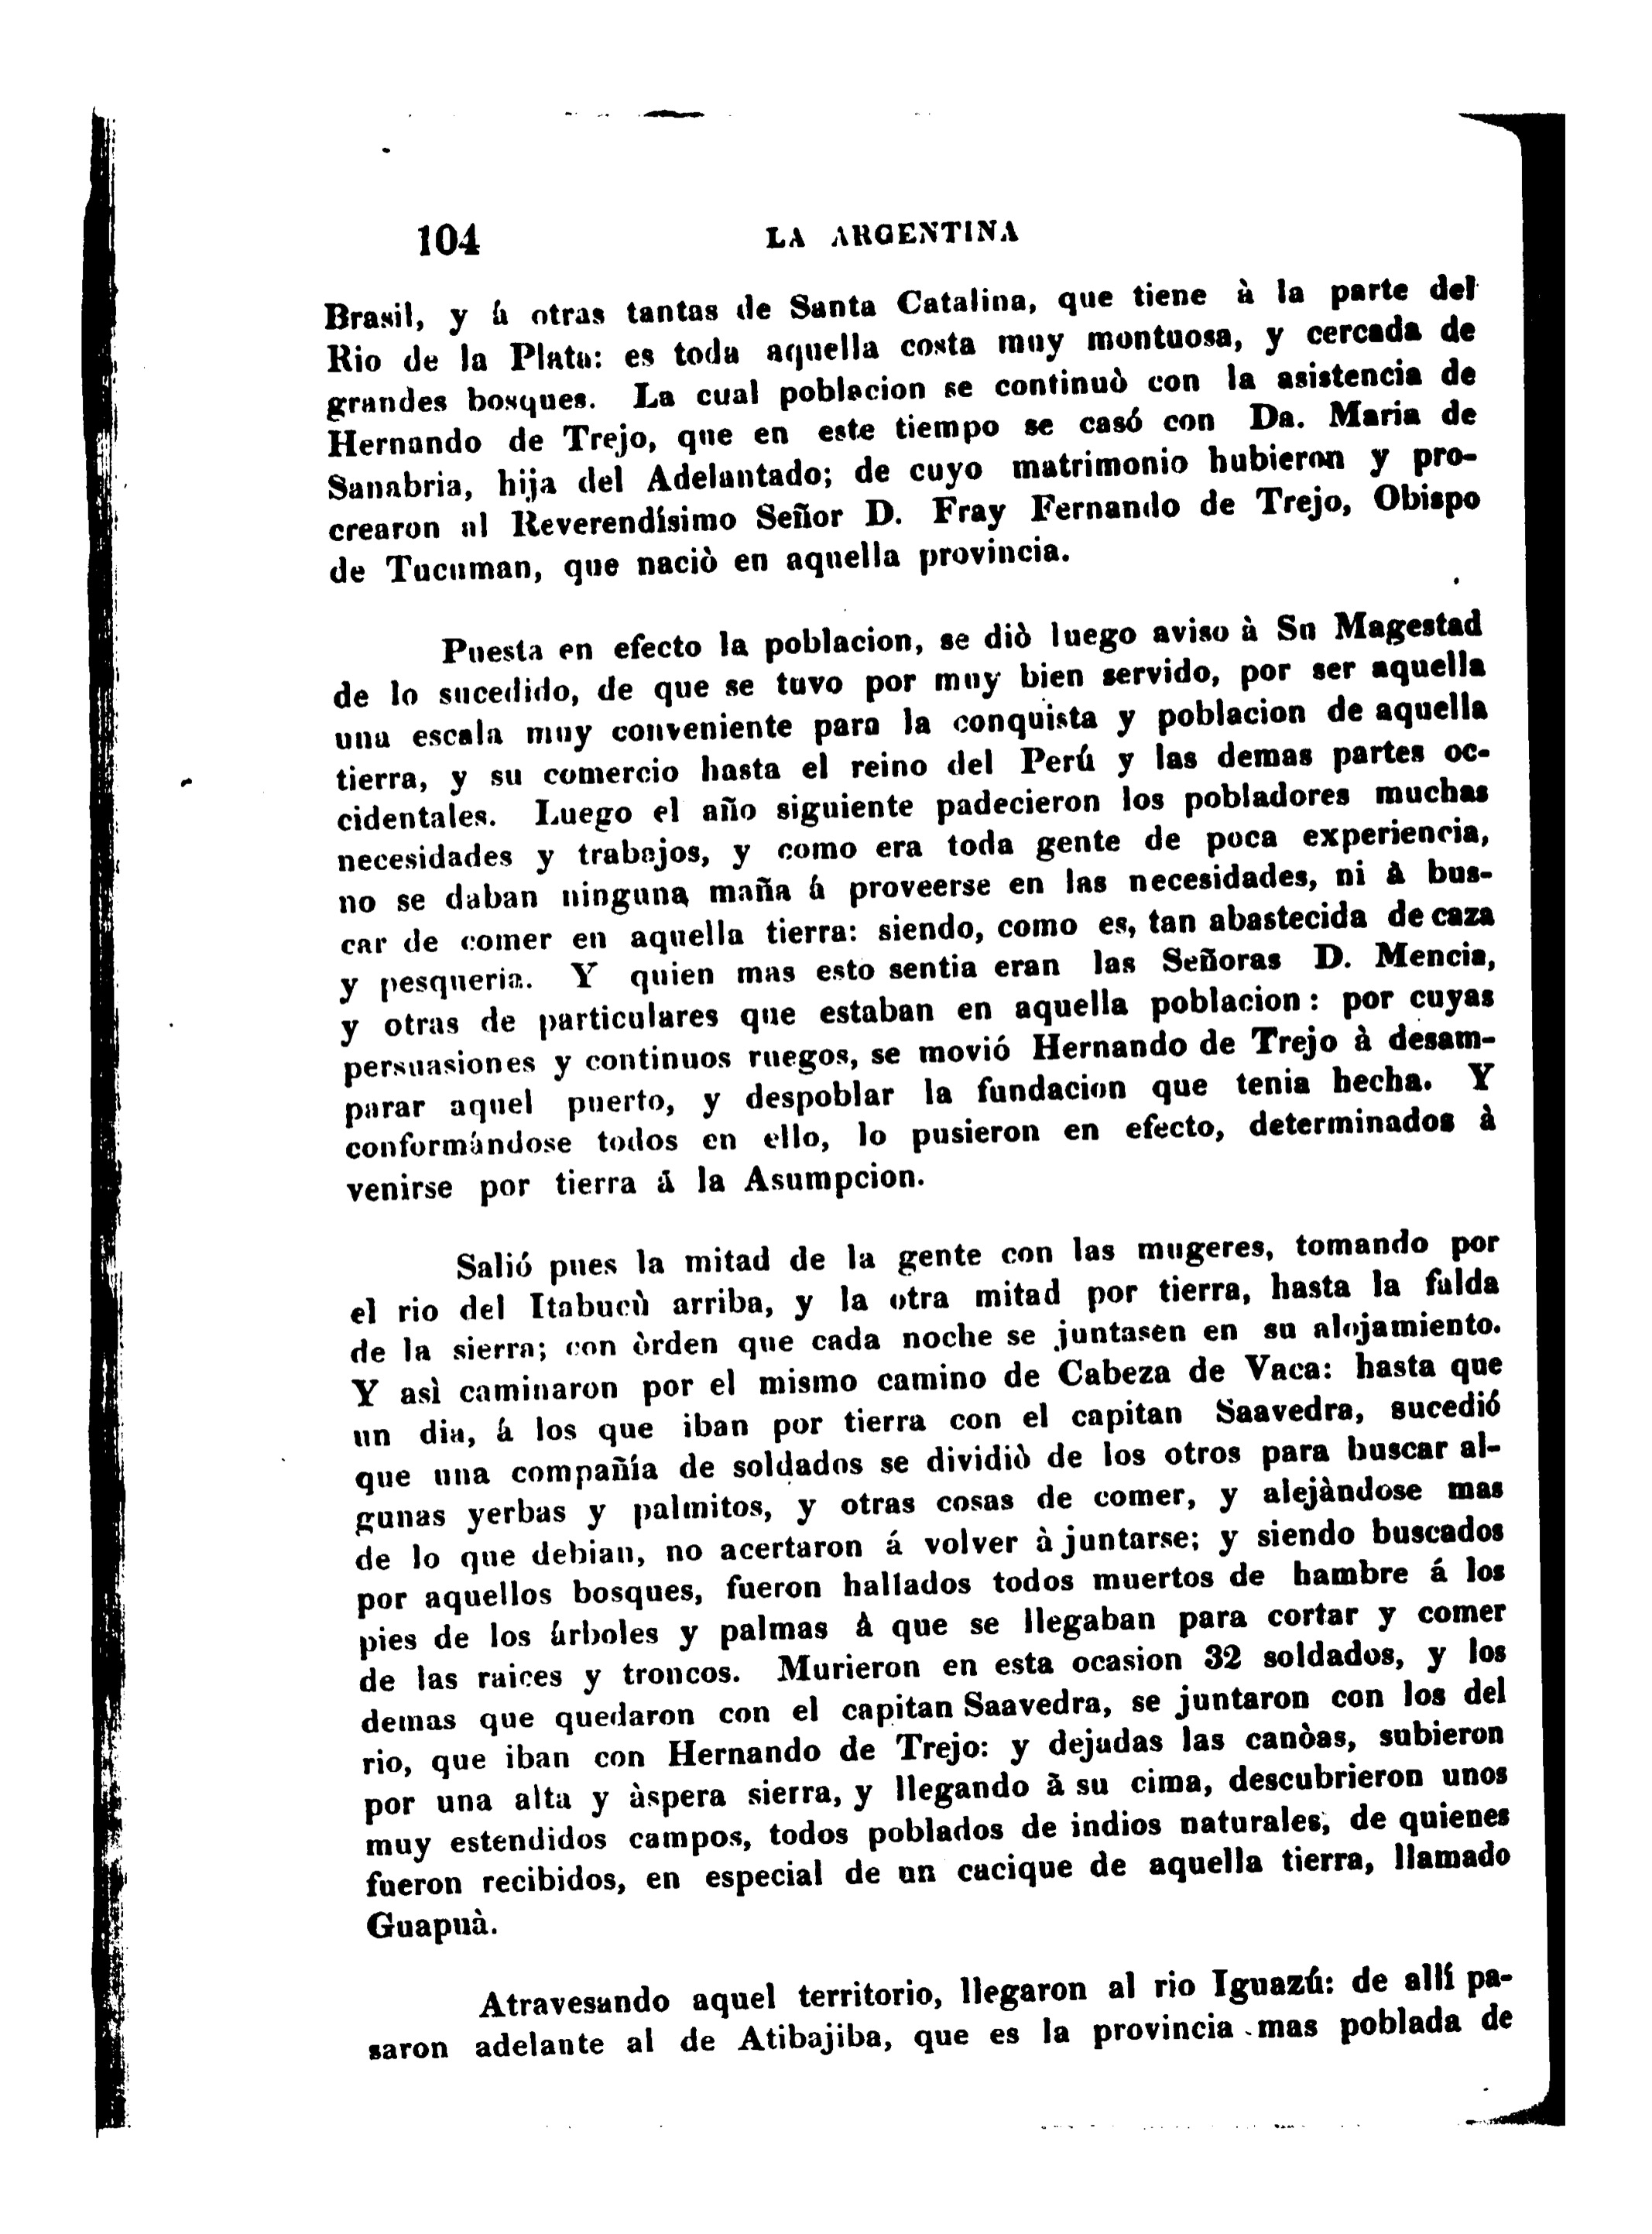 104 LA ARGENTINA
Brasil, y á otras tantas de Santa Catalina, que tiene à la parte del
Rio de la Plata: es toda aquella costa muy montuosa, y cercada de
grandes bosques. La cual poblacion se continuò con la asistencia de
Hernando de Trejo, que en este tiempo se casó con Da. Maria de
Sanabria, hija del Adelantado; de cuyo matrimonio hubieron y pro-
crearon al Reverendísimo Señor D. Fray Fernando de Trejo, Obispo
de Tucuman, que naciò en aquella provincia.
Puesta en efecto la poblacion, se diò luego aviso à Su Magestad
de lo sucedido, de que se tuvo por muy bien servido, por ser aquella
una escala muy conveniente para la conquista y poblacion de aquella
tierra, y su comercio hasta el reino del Perú y las demas partes oc-
cidentales. Luego el año siguiente padecieron los pobladores muchas
necesidades y trabajos, y como era toda gente de poca experiencia,
no se daban ninguna maña á proveerse en las necesidades, ni à bus-
car de comer en aquella tierra: siendo, como es, tan abastecida de caza
y pesqueria. Y quien mas esto sentia eran las Señoras D. Mencia,
y otras de particulares que estaban en aquella poblacion: por cuyas
persuasiones y continuos ruegos, se movió Hernando de Trejo à desam-
parar aquel puerto, y despoblar la fundacion que tenia hecha. Y
conformándose todos en ello, lo pusieron en efecto, determinados à
venirse por tierra á la Asumpcion.
Salió pues la mitad de la gente con las mugeres, tomando por
el rio del Itabucù arriba, y la otra mitad por tierra, hasta la falda
de la sierra; con òrden que cada noche se juntasen en su alojamiento.
Y asì caminaron por el mismo camino de Cabeza de Vaca: hasta que
un dia, á los que iban por tierra con el capitan Saavedra, sucedió
que una compañía de soldados se dividiò de los otros para buscar al-
gunas yerbas y palmitos, y otras cosas de comer, y alejàndose mas
de lo que debian, no acertaron á volver à juntarse; y siendo buscados
por aquellos bosques, fueron hallados todos muertos de hambre á los
pies de los árboles y palmas à que se llegaban para cortar y comer
de las raices y troncos. Murieron en esta ocasion 32 soldados, y los
demas que quedaron con el capitan Saavedra, se juntaron con los del
rio, que iban con Hernando de Trejo: y dejadas las canòas, subieron
por una alta y àspera sierra, y llegando à su cima, descubrieron unos
muy estendidos campos, todos poblados de indios naturales, de quienes
fueron recibidos, en especial de un cacique de aquella tierra, llamado
Guapuà.
Atravesando aquel territorio, llegaron al rio Iguazú: de allí pa-
saron adelante al de Atibajiba, que es la provincia mas poblada de